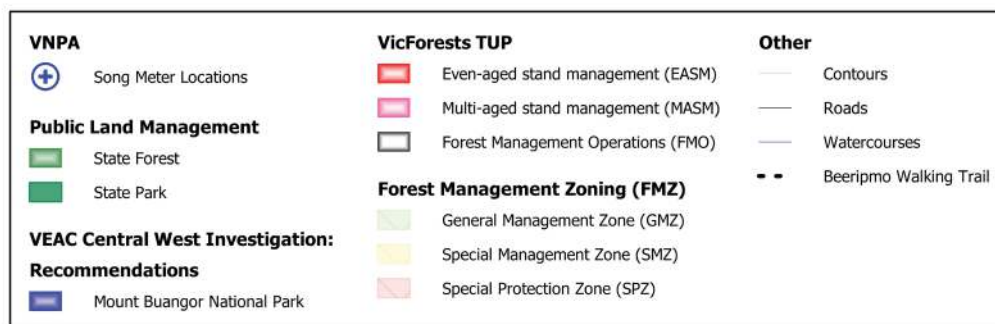 VNPA
Song Meter Locations
Public Land Management
State Forest
State Park
VEAC Central West Investigation:
Recommendations
Mount Buangor National Park
VicForests TUP
Even-aged stand management (EASM)
Multi-aged stand management (MASM)
Forest Management Operations (FMO)
Forest Management Zoning (FMZ)
General Management Zone (GMZ)
Special Management Zone (SMZ)
Special Protection Zone (SPZ)
Other
Contours
Roads
Watercourses
Beeripmo Walking Trail